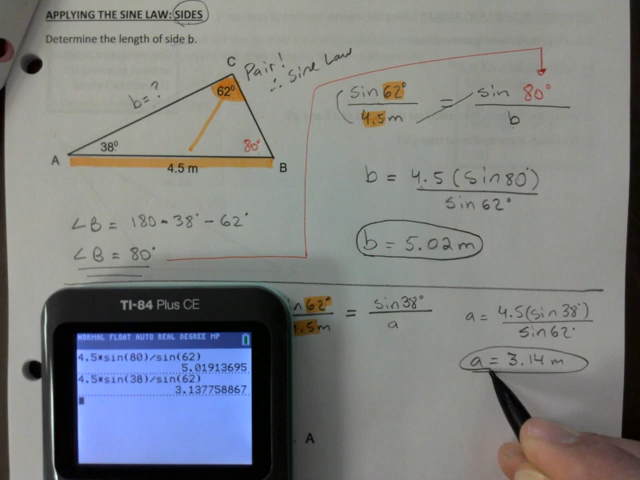 APPLYING THE SINE LAW: SIDES
Determine the length of side b.
C Pair!
∴ Sine Law
62°
b=?
A 38° 80° B
4.5 m
sin 62° = sin 80°
4.5 m b
b = 4.5 (sin 80°)
sin 62°
b = 5.02 m
∠B = 180 - 38° - 62°
∠B = 80°
in 62° = sin 38°
4.5 m a
a = 4.5(sin 38°)
sin 62°
a = 3.14 m
TI-84 Plus CE
NORMAL FLOAT AUTO REAL DEGREE MP
4.5*sin(80)/sin(62)
5.01913695
4.5*sin(38)/sin(62)
3.137758867
A